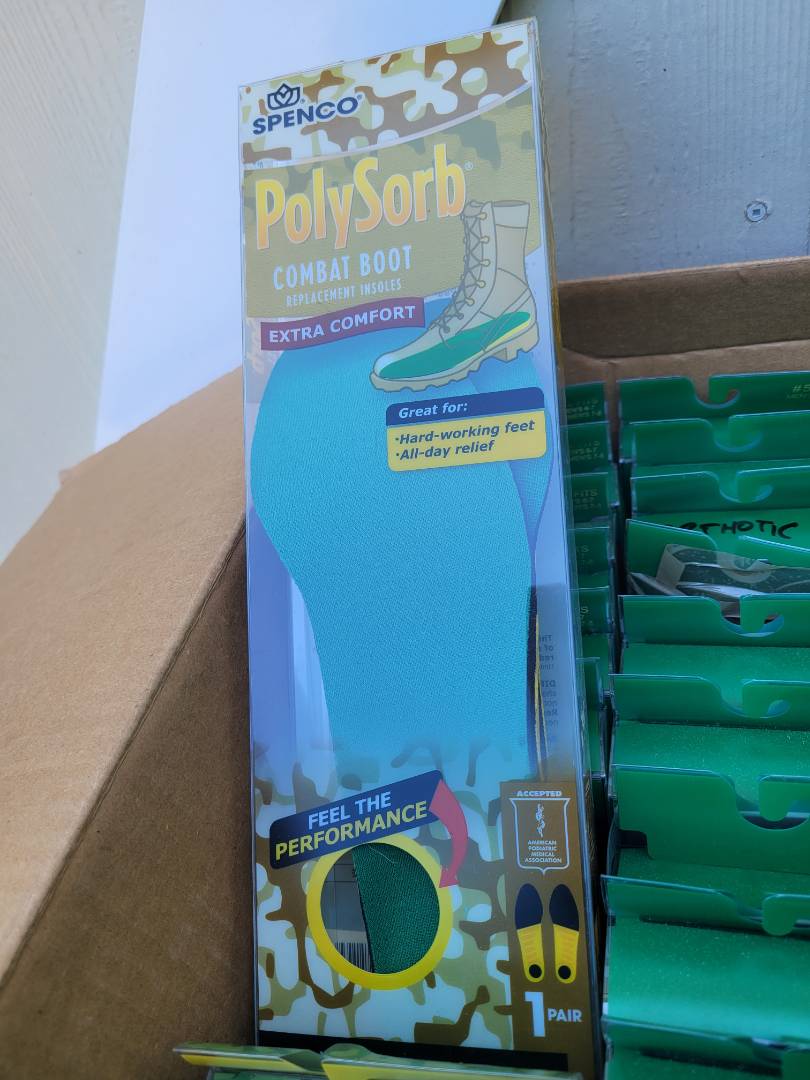 SPENCO®
PolySorb®
COMBAT BOOT
REPLACEMENT INSOLES
EXTRA COMFORT
Great for:
·Hard-working feet
·All-day relief
FEEL THE
PERFORMANCE
ACCEPTED
AMERICAN
PODIATRIC
MEDICAL
ASSOCIATION
1 PAIR